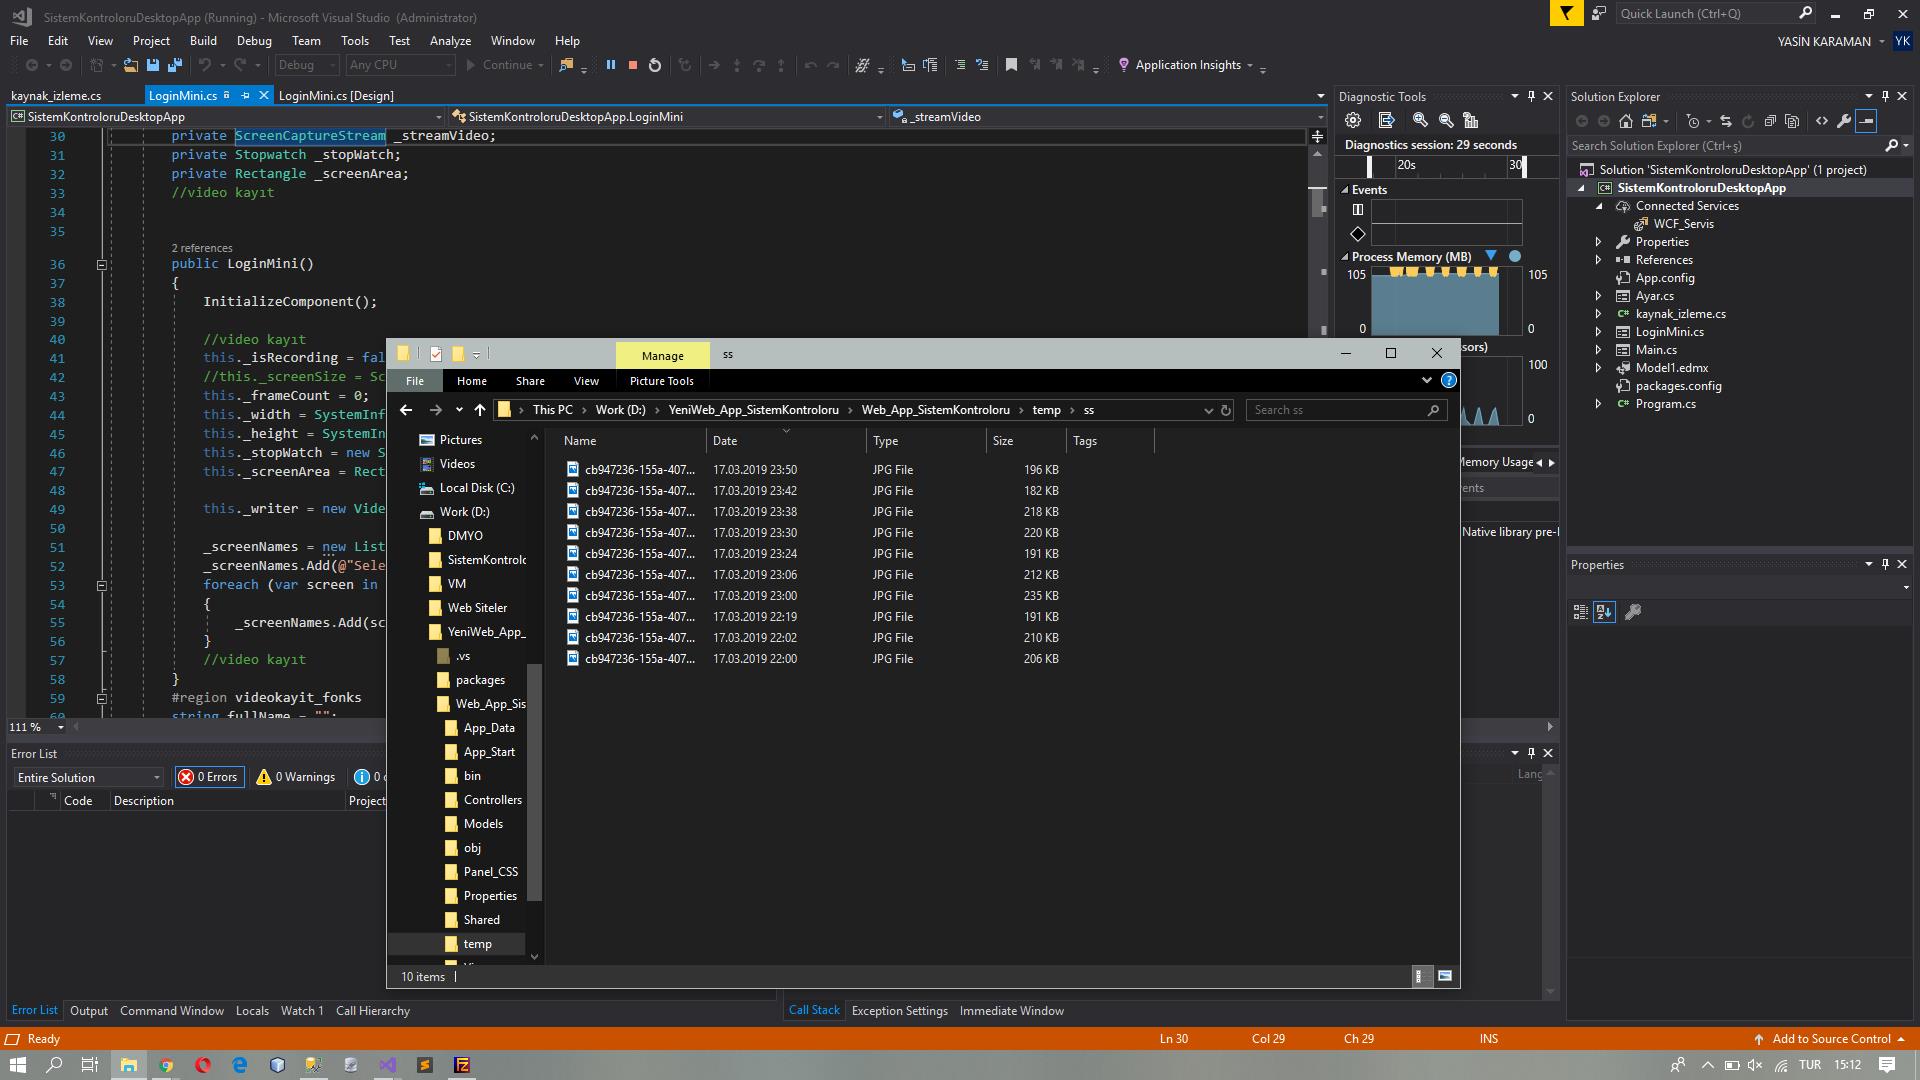 SistemKontroloruDesktopApp (Running) - Microsoft Visual Studio (Administrator)
Quick Launch (Ctrl+Q)
File Edit View Project Build Debug Team Tools Test Analyze Window Help
YASİN KARAMAN
YK
Debug
Any CPU
Continue
Application Insights
kaynak_izleme.cs
LoginMini.cs
LoginMini.cs [Design]
SistemKontroloruDesktopApp
SistemKontroloruDesktopApp.LoginMini
_streamVideo
30 private ScreenCaptureStream _streamVideo;
31 private Stopwatch _stopWatch;
32 private Rectangle _screenArea;
33 //video kayıt
34
35
2 references
36 public LoginMini()
37 {
38 InitializeComponent();
39
40 //video kayıt
41 this._isRecording = fal
42 //this._screenSize = Sc
43 this._frameCount = 0;
44 this._width = SystemInf
45 this._height = SystemIn
46 this._stopWatch = new S
47 this._screenArea = Rect
48
49 this._writer = new Vide
50
51 _screenNames = new List
52 _screenNames.Add(@"Sele
53 foreach (var screen in
54 {
55 _screenNames.Add(sc
56 }
57 //video kayıt
58 }
59 #region videokayit_fonks
60 string fullName = "";
111 %
Error List
Entire Solution
0 Errors
0 Warnings
Code Description Project
Lang
Error List Output Command Window Locals Watch 1 Call Hierarchy
Call Stack Exception Settings Immediate Window
Manage
ss
File Home Share View Picture Tools
This PC Work (D:) YeniWeb_App_SistemKontroloru Web_App_SistemKontroloru temp ss
Search ss
Pictures
Videos
Local Disk (C:)
Work (D:)
DMYO
SistemKontrolo
VM
Web Siteler
YeniWeb_App_
.vs
packages
Web_App_Sis
App_Data
App_Start
bin
Controllers
Models
obj
Panel_CSS
Properties
Shared
temp
Name Date Type Size Tags
cb947236-155a-407... 17.03.2019 23:50 JPG File 196 KB
cb947236-155a-407... 17.03.2019 23:42 JPG File 182 KB
cb947236-155a-407... 17.03.2019 23:38 JPG File 218 KB
cb947236-155a-407... 17.03.2019 23:30 JPG File 220 KB
cb947236-155a-407... 17.03.2019 23:24 JPG File 191 KB
cb947236-155a-407... 17.03.2019 23:06 JPG File 212 KB
cb947236-155a-407... 17.03.2019 23:00 JPG File 235 KB
cb947236-155a-407... 17.03.2019 22:19 JPG File 191 KB
cb947236-155a-407... 17.03.2019 22:02 JPG File 210 KB
cb947236-155a-407... 17.03.2019 22:00 JPG File 206 KB
10 items
Diagnostic Tools
Diagnostics session: 29 seconds
20s 30
Events
Process Memory (MB)
105 105
0 0
ssors)
100
0
Memory Usage
ents
Native library pre-l
Solution Explorer
Search Solution Explorer (Ctrl+ş)
Solution 'SistemKontroloruDesktopApp' (1 project)
SistemKontroloruDesktopApp
Connected Services
WCF_Servis
Properties
References
App.config
Ayar.cs
kaynak_izleme.cs
LoginMini.cs
Main.cs
Model1.edmx
packages.config
Program.cs
Properties
Ready
Ln 30 Col 29 Ch 29 INS
Add to Source Control
TUR 15:12